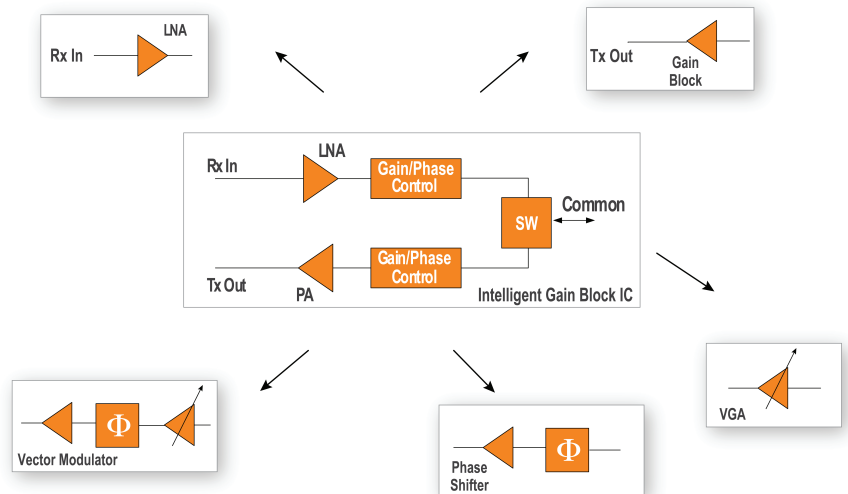 LNA
Rx In
Tx Out
Gain
Block
LNA
Rx In
Gain/Phase
Control
SW
Common
Gain/Phase
Control
Tx Out
PA
Intelligent Gain Block IC
Φ
Vector Modulator
Φ
Phase
Shifter
VGA